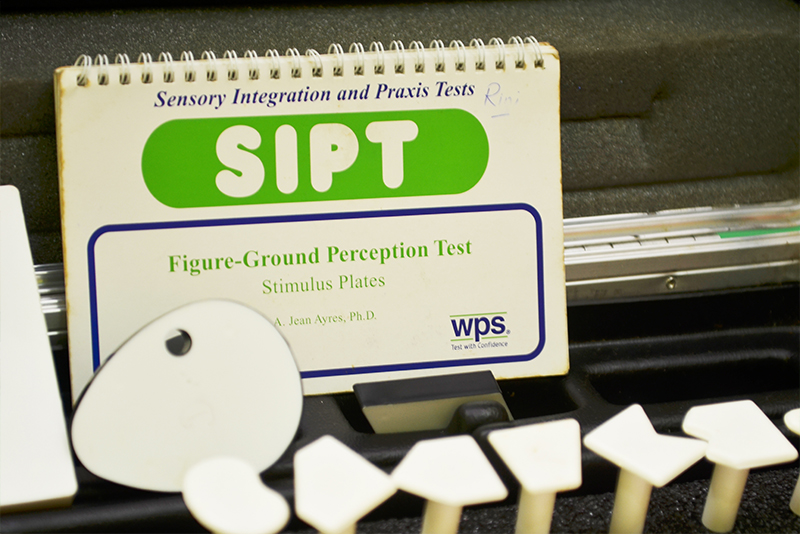 Sensory Integration and Praxis Tests
Rini
SIPT
Figure-Ground Perception Test
Stimulus Plates
A. Jean Ayres, Ph.D.
wps®
Test with Confidence